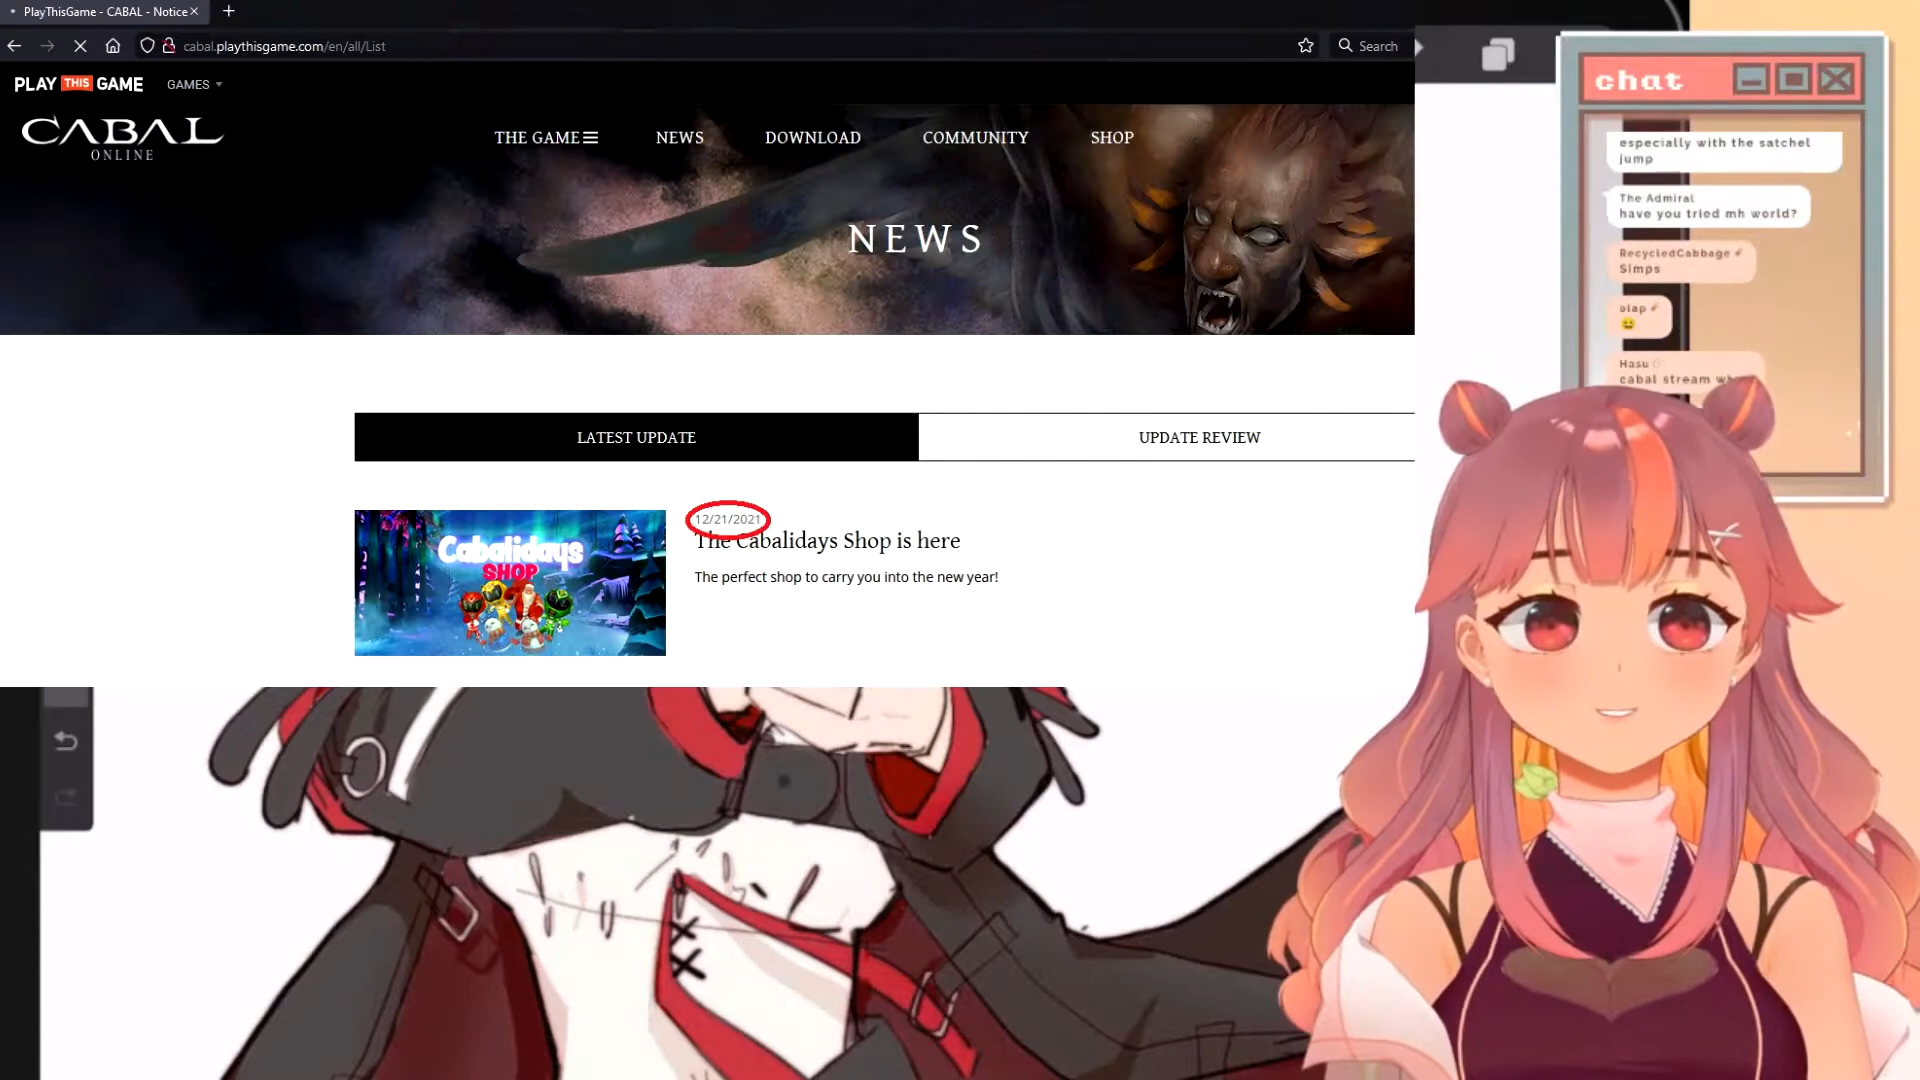 PlayThisGame - CABAL - Notice
cabal.playthisgame.com/en/all/List
Search
PLAY THIS GAME
GAMES
CABAL
ONLINE
THE GAME
NEWS
DOWNLOAD
COMMUNITY
SHOP
NEWS
LATEST UPDATE
UPDATE REVIEW
Cabalidays
SHOP
12/21/2021
The Cabalidays Shop is here
The perfect shop to carry you into the new year!
chat
especially with the satchel
jump
The Admiral
have you tried mh world?
RecycledCabbage
Simps
olap
Hasu
cabal stream